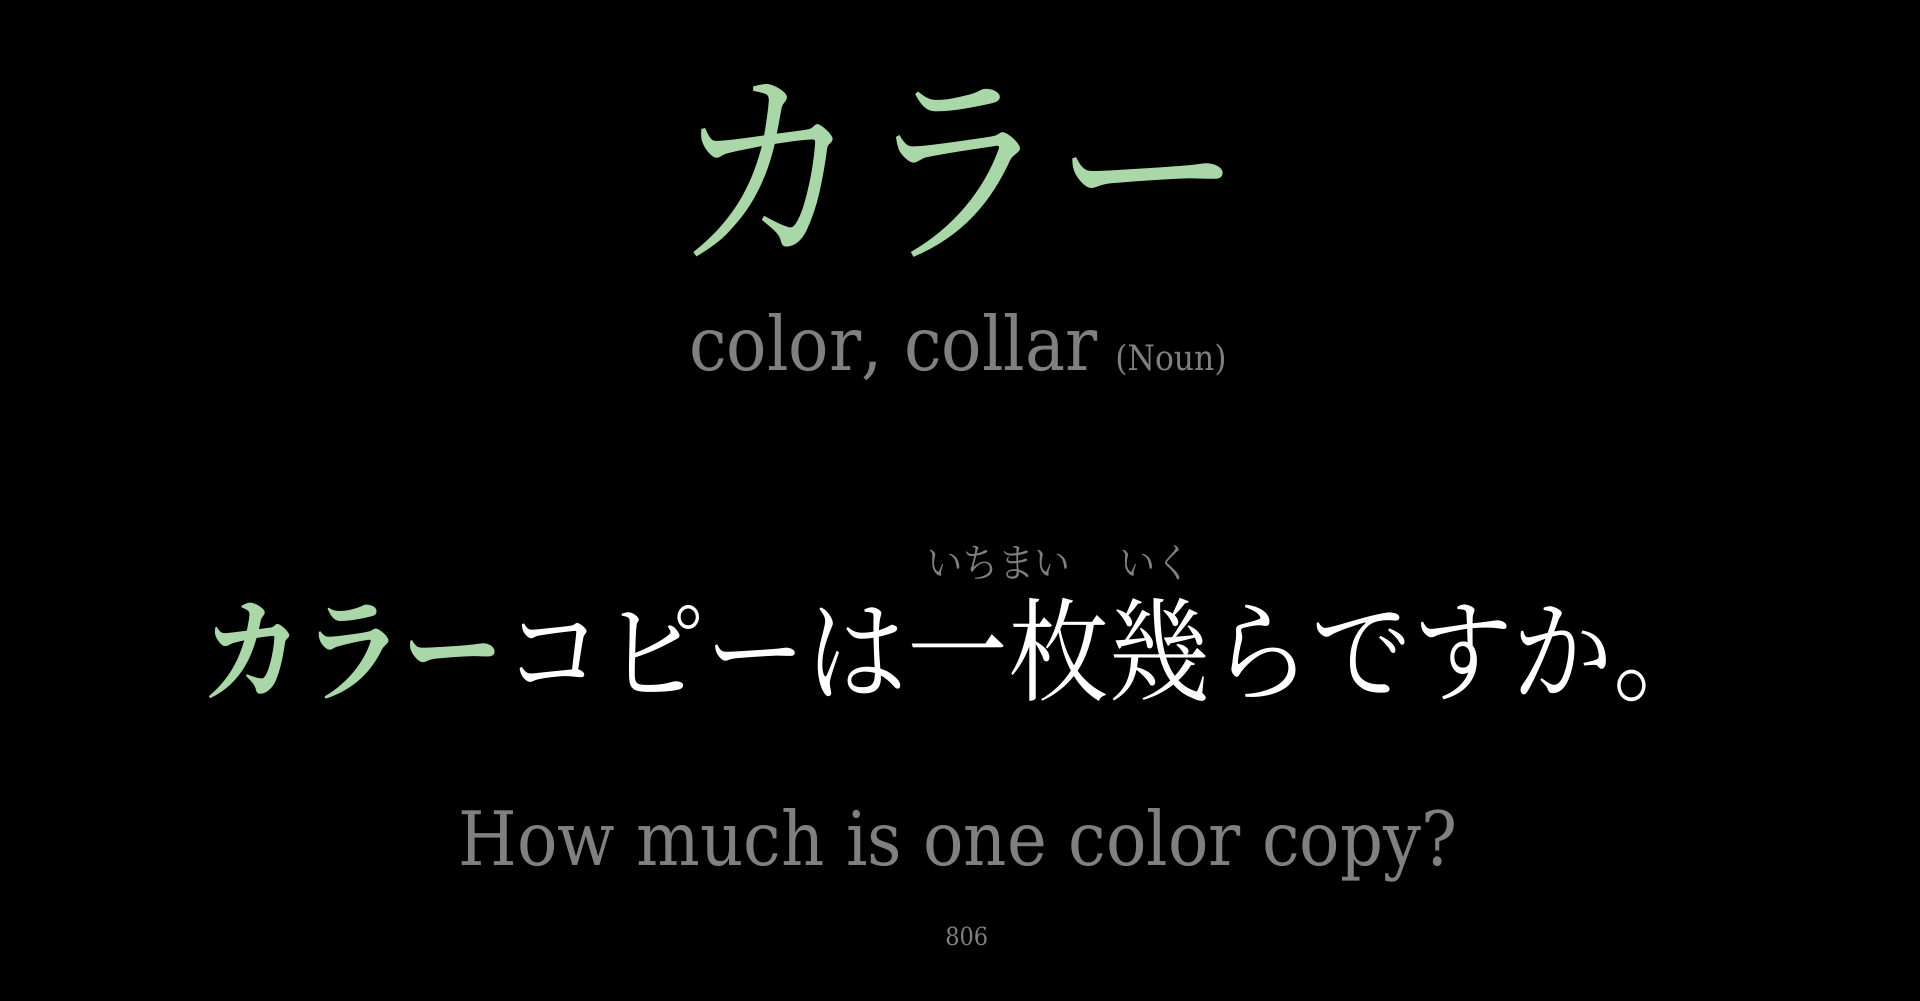 カラー
color, collar (Noun)
いちまい いく
カラーコピーは一枚幾らですか。
How much is one color copy?
806